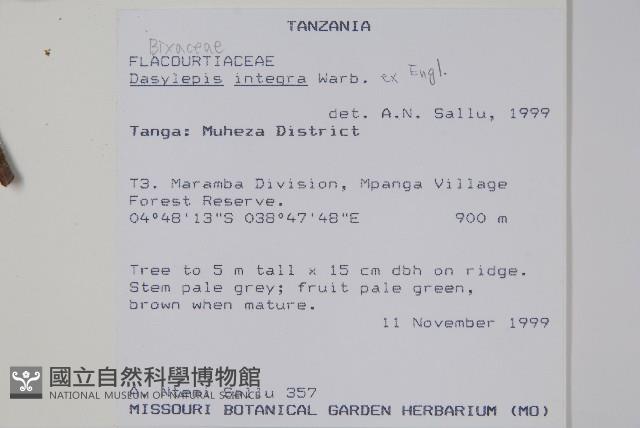 TANZANIA
Bixaceae
FLACOURTIACEAE
Dasylepis integra Warb. ex Engl.
det. A.N. Sallu, 1999
Tanga: Muheza District
T3. Maramba Division, Mpanga Village
Forest Reserve.
04°48'13"S 038°47'48"E 900 m
Tree to 5 m tall x 15 cm dbh on ridge.
Stem pale grey; fruit pale green,
brown when mature.
11 November 1999
國立自然科學博物館
A. Ntemi Sallu 357
NATIONAL MUSEUM OF NATURAL SCIENCE
MISSOURI BOTANICAL GARDEN HERBARIUM (MO)